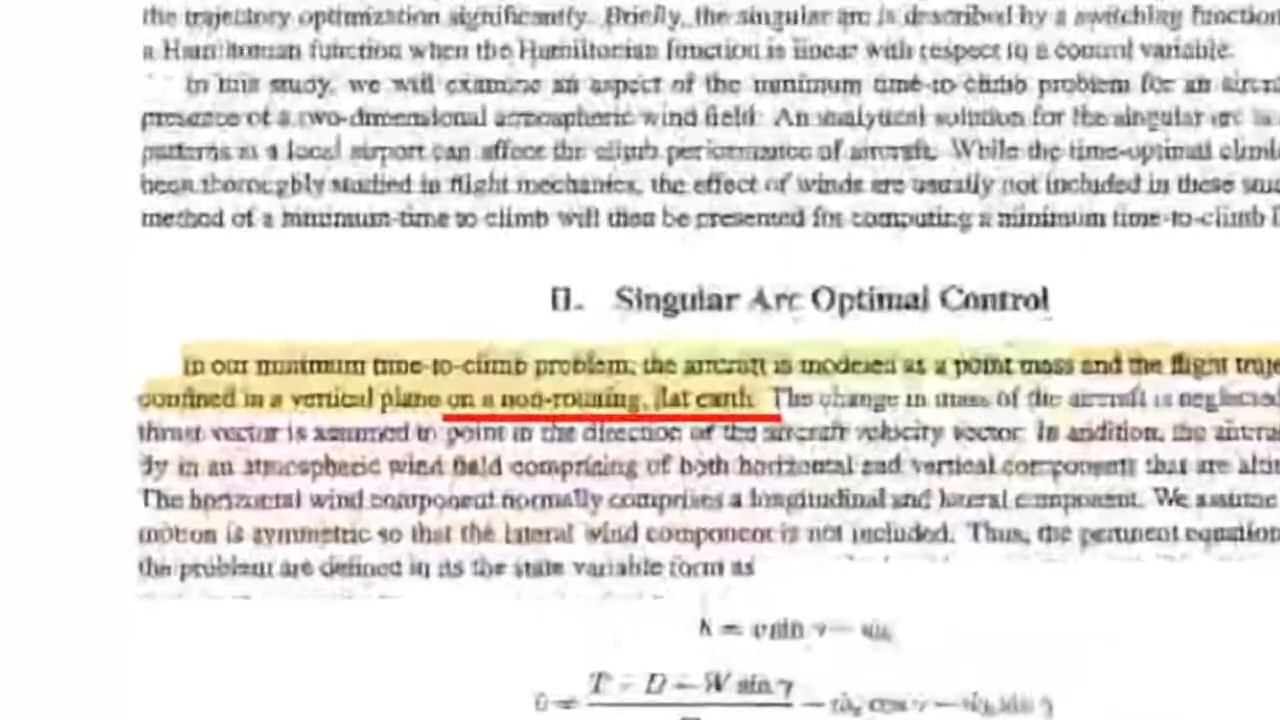 the trajectory optimization significantly. Briefly, the singular arc is described by a switching function
a Hamiltonian function when the Hamiltonian function is linear with respect to a control variable.
In this study, we will examine an aspect of the minimum time-to-climb problem for an aircr
presence of a two-dimensional atmospheric wind field. An analytical solution for the singular arc is
patterns at a local airport can affect the climb performance of aircraft. While the time-optimal climb
been thoroughly studied in flight mechanics, the effect of winds are usually not included in these stu
method of a minimum-time to climb will then be presented for computing a minimum time-to-climb
II. Singular Arc Optimal Control
In our minimum time-to-climb problem, the aircraft is modeled as a point mass and the flight traje
confined in a vertical plane on a non-rotating, flat earth. The change in mass of the aircraft is neglected
thrust vector is assumed to point in the direction of the aircraft velocity vector. In addition, the aircra
fly in an atmospheric wind field comprising of both horizontal and vertical components that are alti
The horizontal wind component normally comprises a longitudinal and lateral component. We assume
motion is symmetric so that the lateral wind component is not included. Thus, the pertinent equation
the problem are defined in its the state variable form as